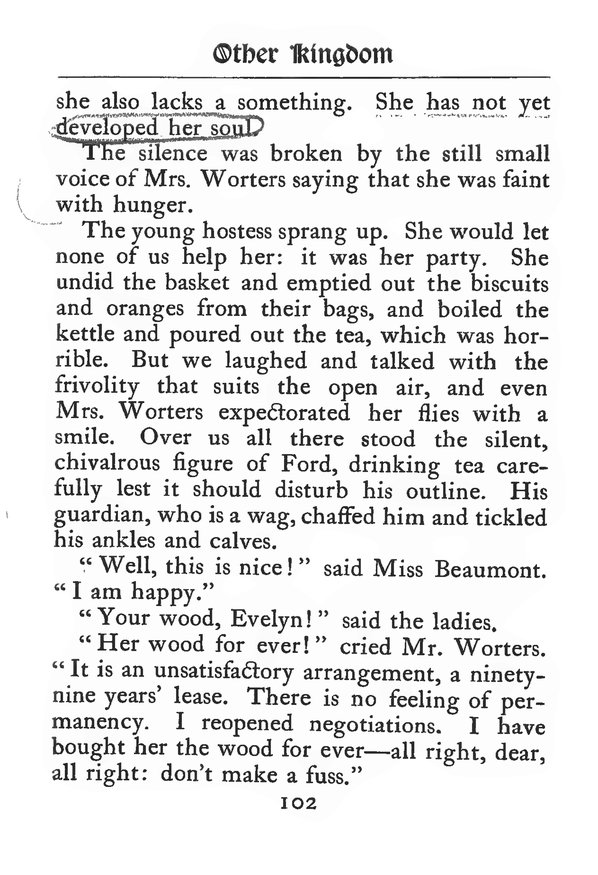 Other Kingdom
she also lacks a something. She has not yet
developed her soul.
The silence was broken by the still small
voice of Mrs. Worters saying that she was faint
with hunger.
The young hostess sprang up. She would let
none of us help her: it was her party. She
undid the basket and emptied out the biscuits
and oranges from their bags, and boiled the
kettle and poured out the tea, which was hor-
rible. But we laughed and talked with the
frivolity that suits the open air, and even
Mrs. Worters expectorated her flies with a
smile. Over us all there stood the silent,
chivalrous figure of Ford, drinking tea care-
fully lest it should disturb his outline. His
guardian, who is a wag, chaffed him and tickled
his ankles and calves.
“Well, this is nice!” said Miss Beaumont.
“I am happy.”
“Your wood, Evelyn!” said the ladies.
“Her wood for ever!” cried Mr. Worters.
“It is an unsatisfactory arrangement, a ninety-
nine years’ lease. There is no feeling of per-
manency. I reopened negotiations. I have
bought her the wood for ever—all right, dear,
all right: don’t make a fuss.”
102